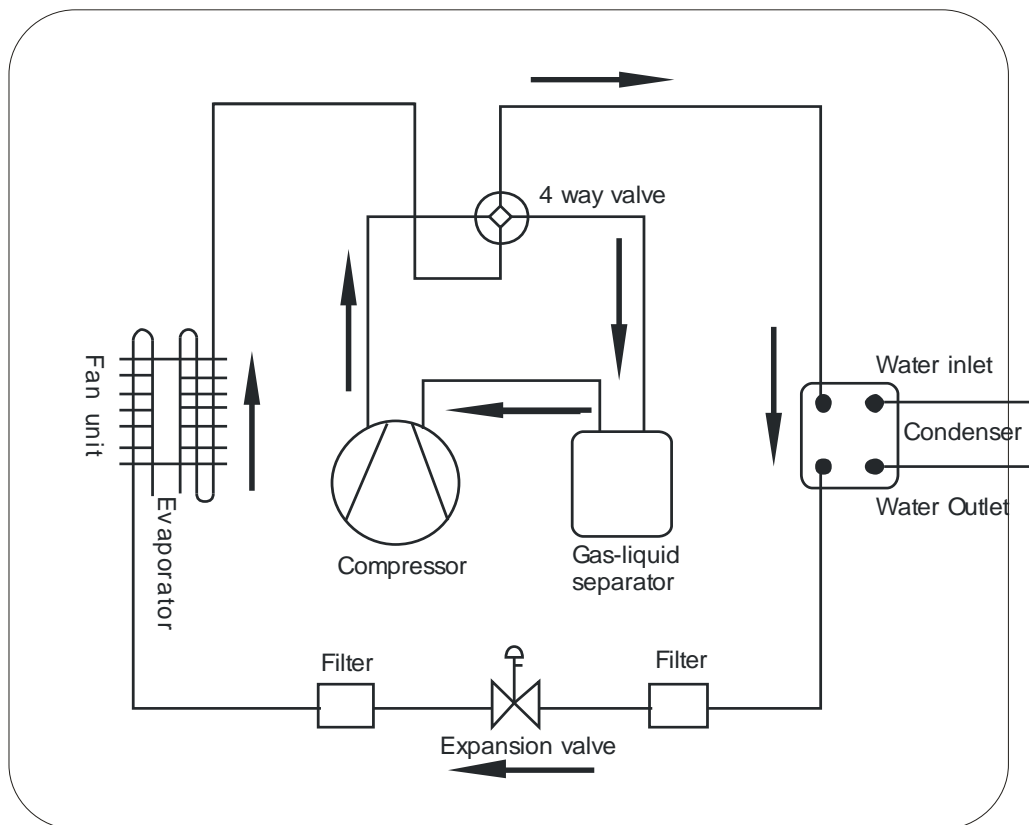 4 way valve
Fan unit
Evaporator
Water inlet
Condenser
Water Outlet
Compressor
Gas-liquid
separator
Filter
Filter
Expansion valve